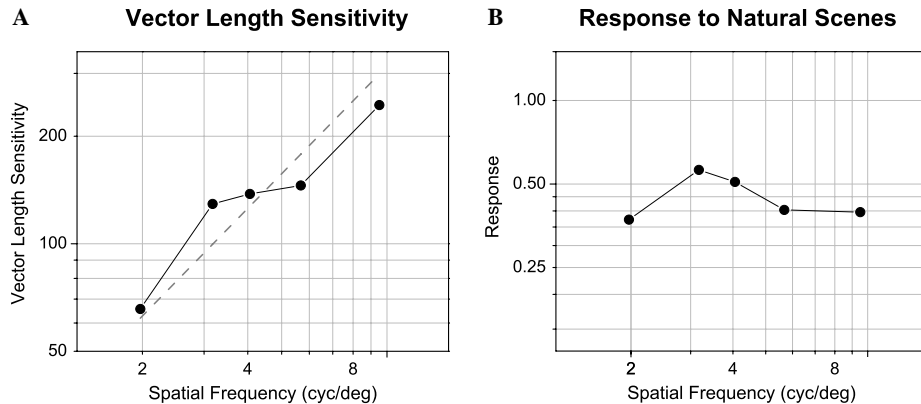 A Vector Length Sensitivity
200
100
50
Vector Length Sensitivity
2 4 8
Spatial Frequency (cyc/deg)
B Response to Natural Scenes
1.00
0.50
0.25
Response
2 4 8
Spatial Frequency (cyc/deg)